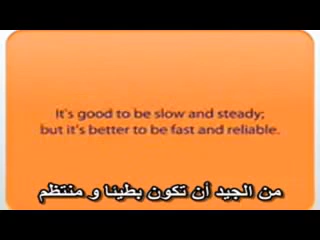 It's good to be slow and steady;
but it's better to be fast and reliable.
من الجيد أن تكون بطينا و منتظم